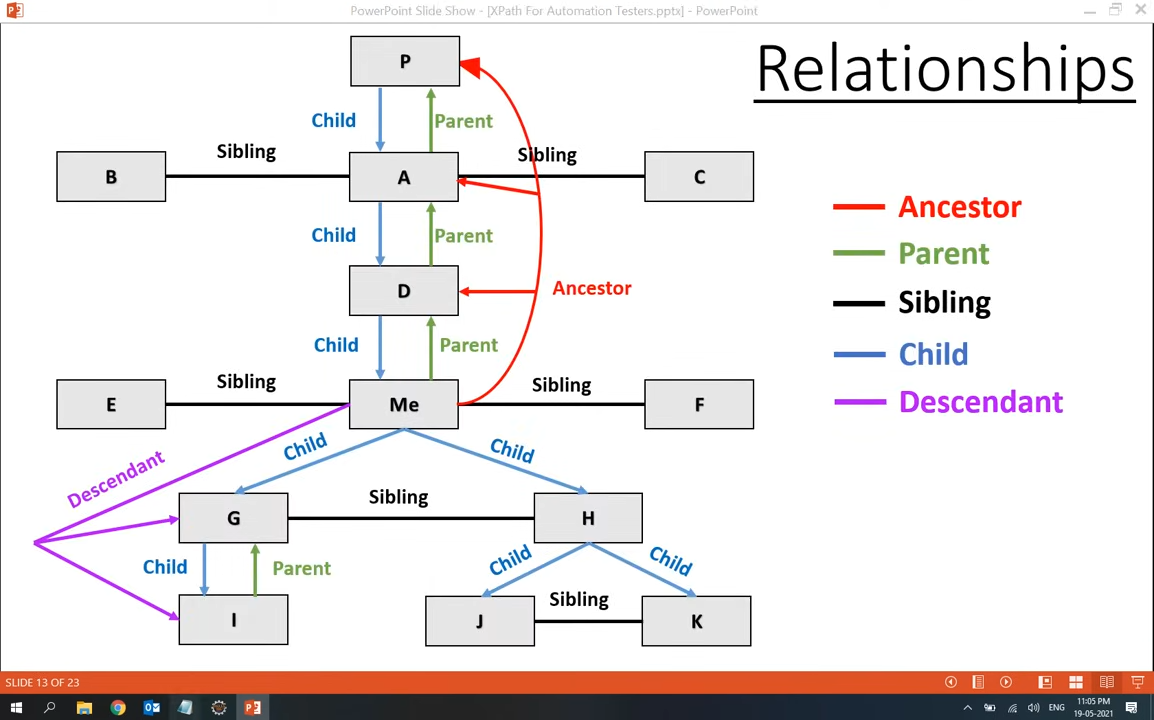 PowerPoint Slide Show - [XPath For Automation Testers.pptx] - PowerPoint
Relationships
P
Child
Parent
Sibling
Sibling
B
A
C
Child
Parent
D
Ancestor
Child
Parent
Sibling
Sibling
E
Me
F
Descendant
Child
Child
Sibling
G
H
Child
Parent
Child
Child
Sibling
I
J
K
Ancestor
Parent
Sibling
Child
Descendant
SLIDE 13 OF 23
ENG
11:05 PM
19-05-2021